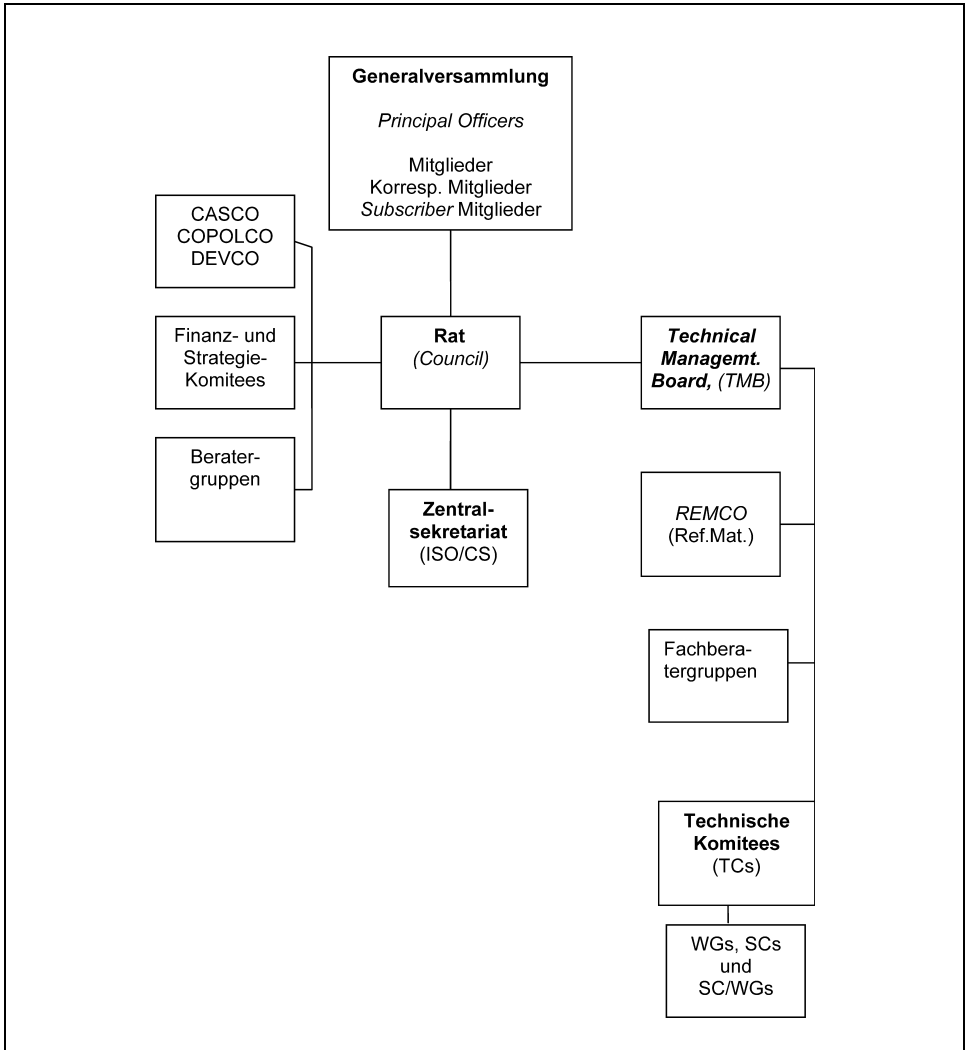 Generalversammlung
Principal Officers
Mitglieder
Korresp. Mitglieder
Subscriber Mitglieder
CASCO
COPOLCO
DEVCO
Finanz- und
Strategie-
Komitees
Berater-
gruppen
Rat
(Council)
Zentral-
sekretariat
(ISO/CS)
Technical
Managemt.
Board, (TMB)
REMCO
(Ref.Mat.)
Fachbera-
tergruppen
Technische
Komitees
(TCs)
WGs, SCs
und
SC/WGs